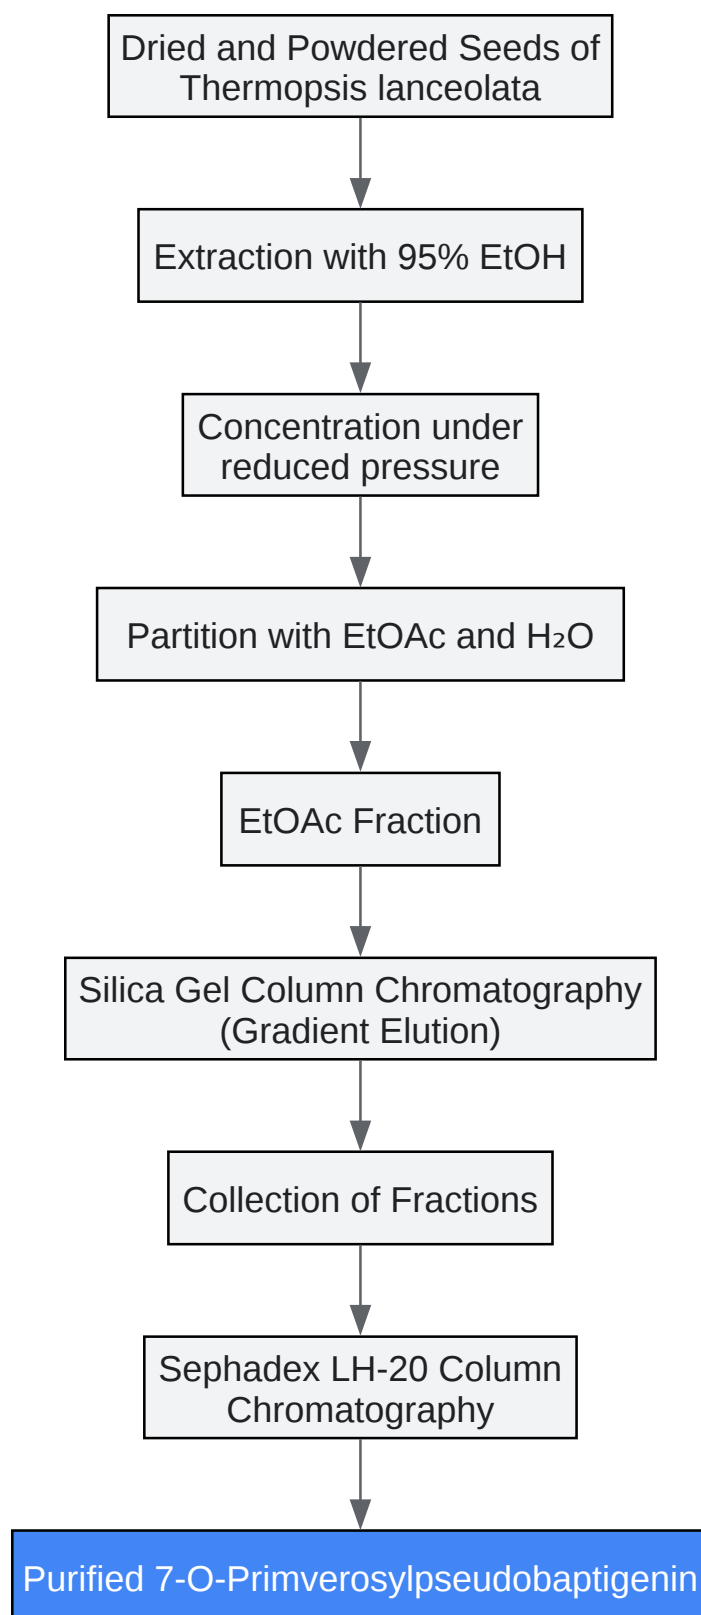 Dried and Powdered Seeds of
Thermopsis lanceolata
Extraction with 95% EtOH
Concentration under
reduced pressure
Partition with EtOAc and H₂O
EtOAc Fraction
Silica Gel Column Chromatography
(Gradient Elution)
Collection of Fractions
Sephadex LH-20 Column
Chromatography
Purified 7-O-Primverosylpseudobaptigenin